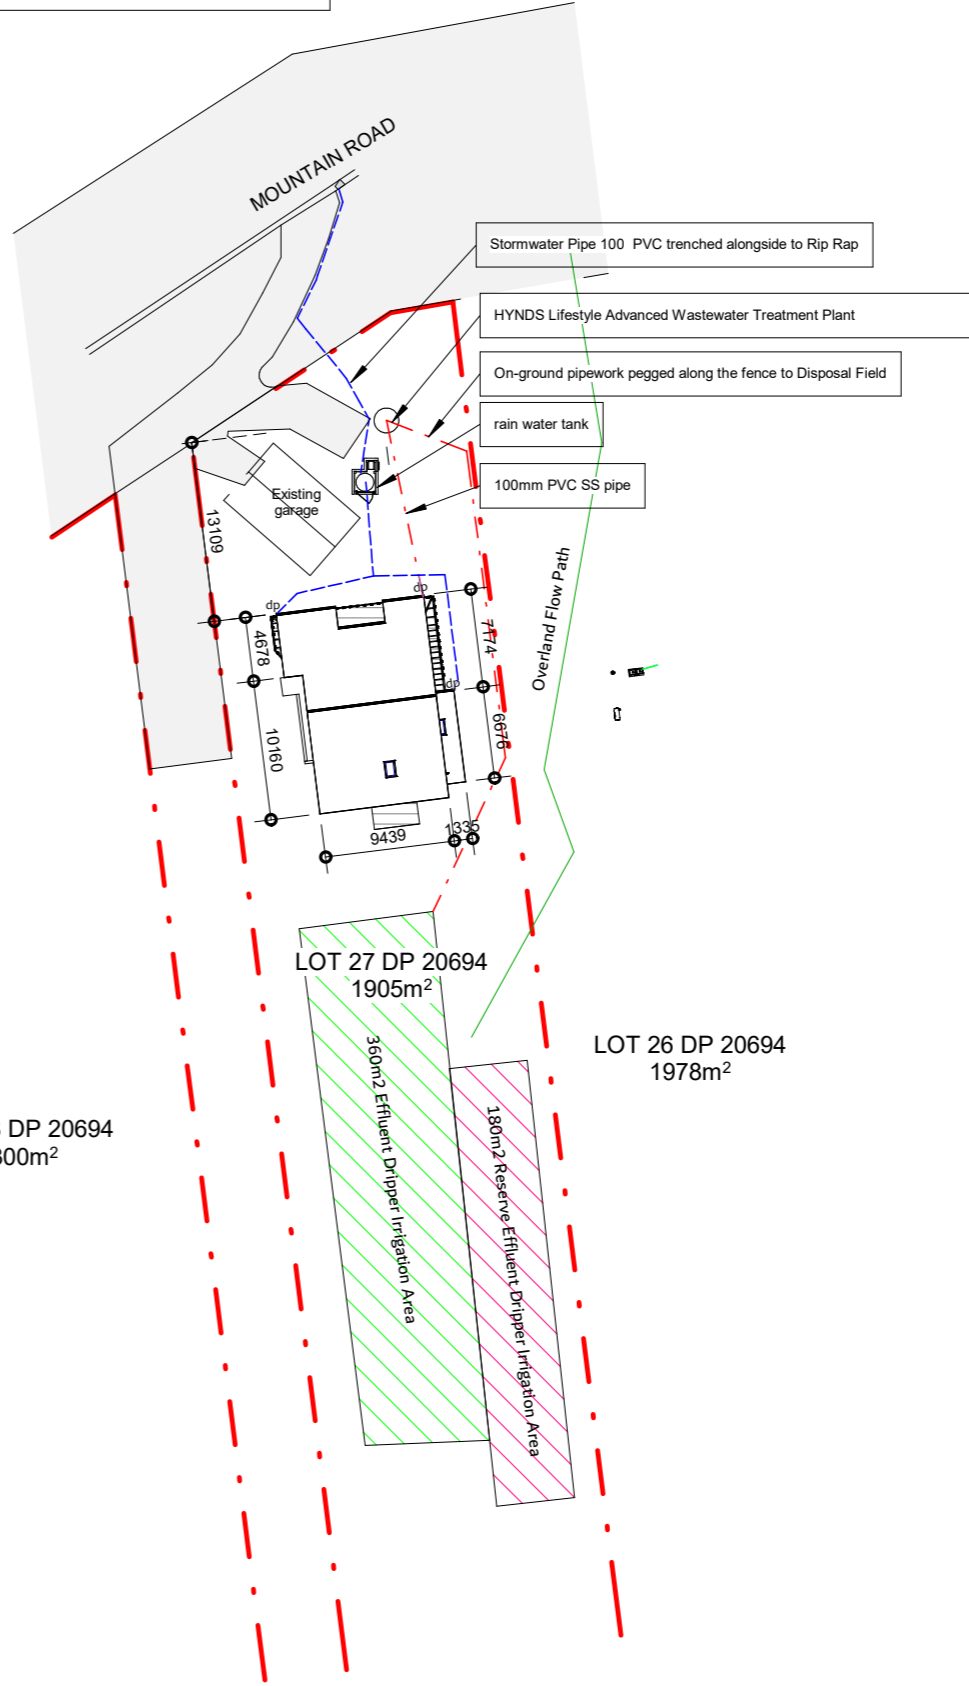 MOUNTAIN ROAD
Stormwater Pipe 100 PVC trenched alongside to Rip Rap
HYNDS Lifestyle Advanced Wastewater Treatment Plant
On-ground pipework pegged along the fence to Disposal Field
rain water tank
100mm PVC SS pipe
Existing
garage
13109
Overland Flow Path
dp
dp
4678
7174
dp
10160
6676
9439
1335
LOT 27 DP 20694
1905m²
360m2 Effluent Dripper Irrigation Area
180m2 Reserve Effluent Dripper Irrigation Area
LOT 26 DP 20694
1978m²
DP 20694
00m²